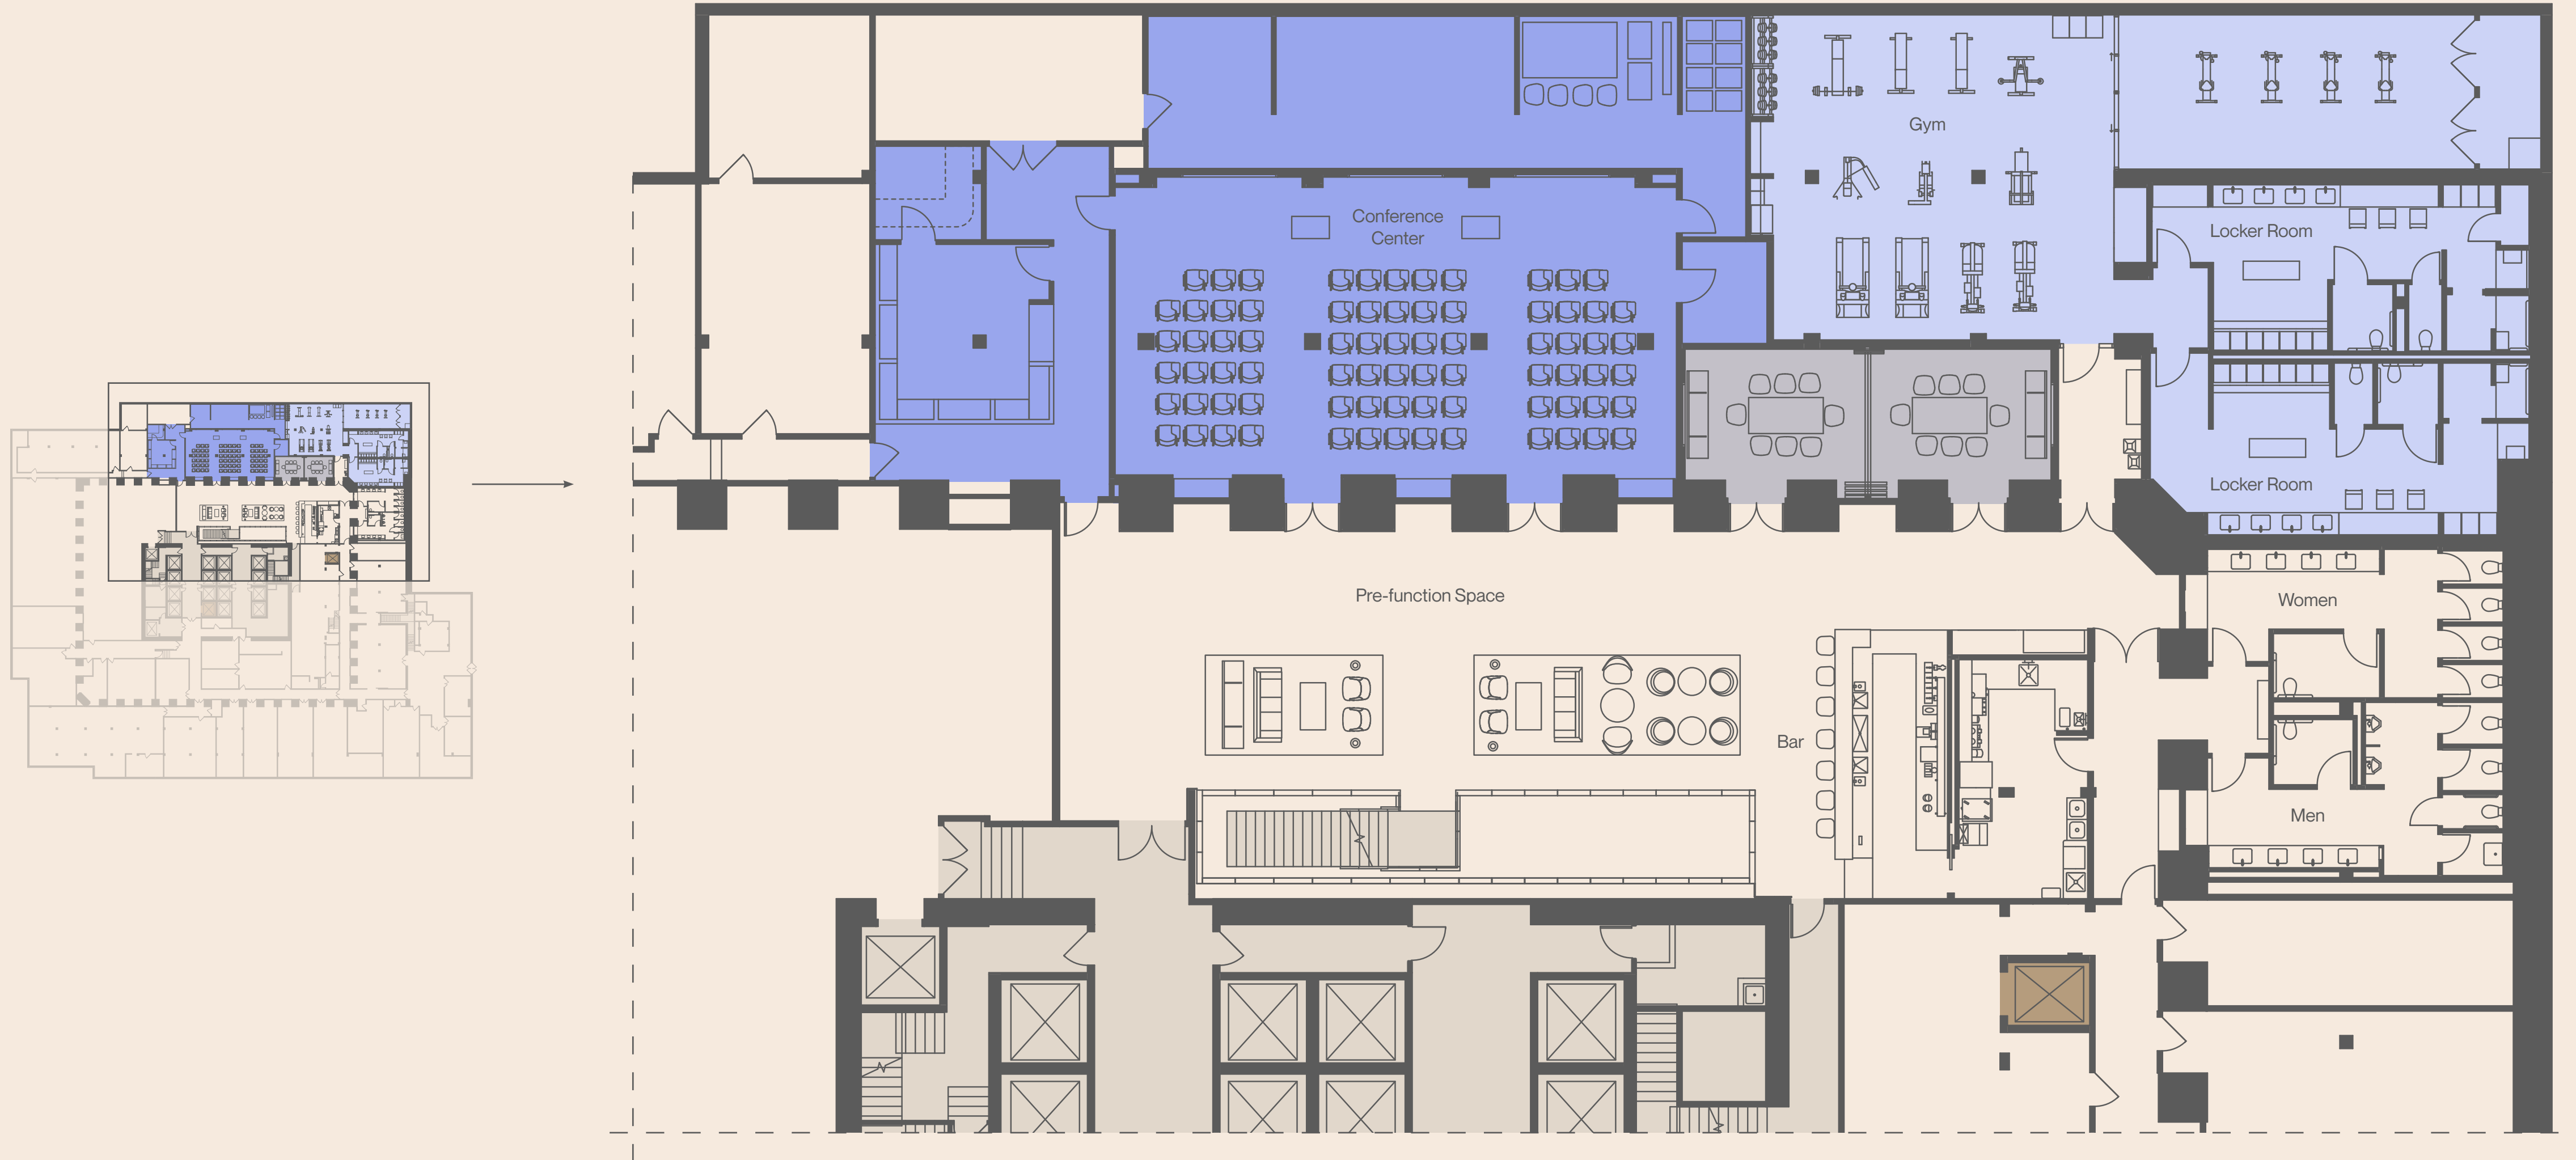 Gym
Conference
Center
Locker Room
Locker Room
Pre-function Space
Women
Bar
Men